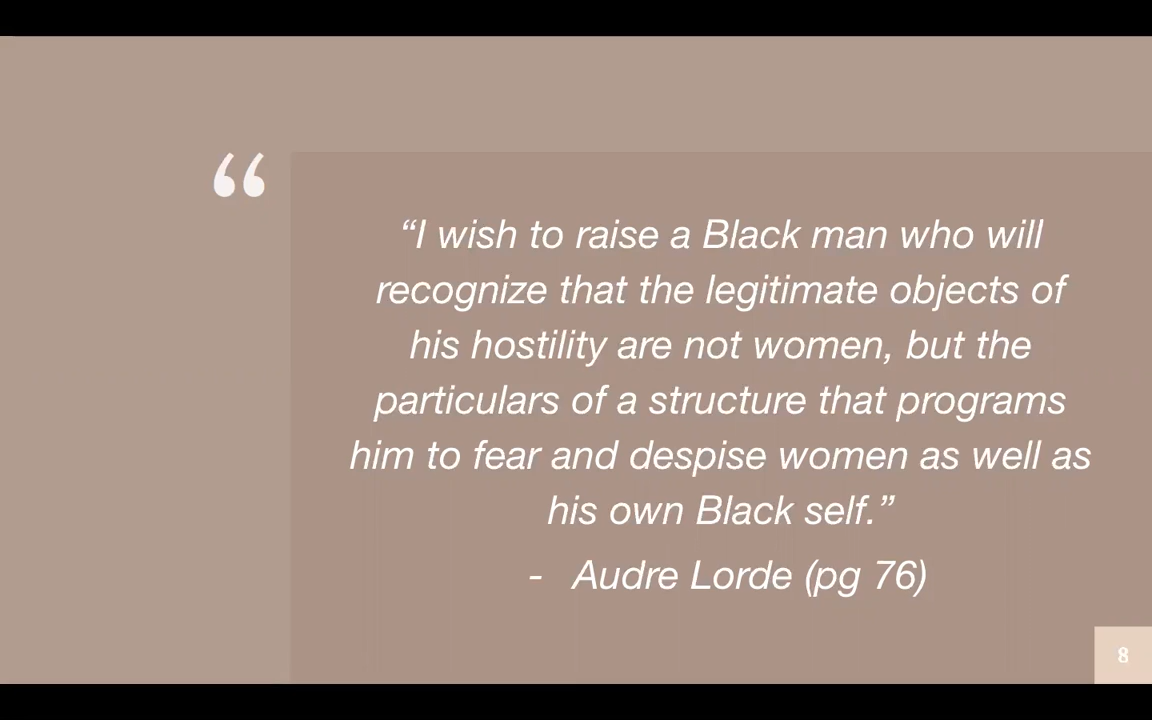 “
“I wish to raise a Black man who will
recognize that the legitimate objects of
his hostility are not women, but the
particulars of a structure that programs
him to fear and despise women as well as
his own Black self.”
- Audre Lorde (pg 76)
8